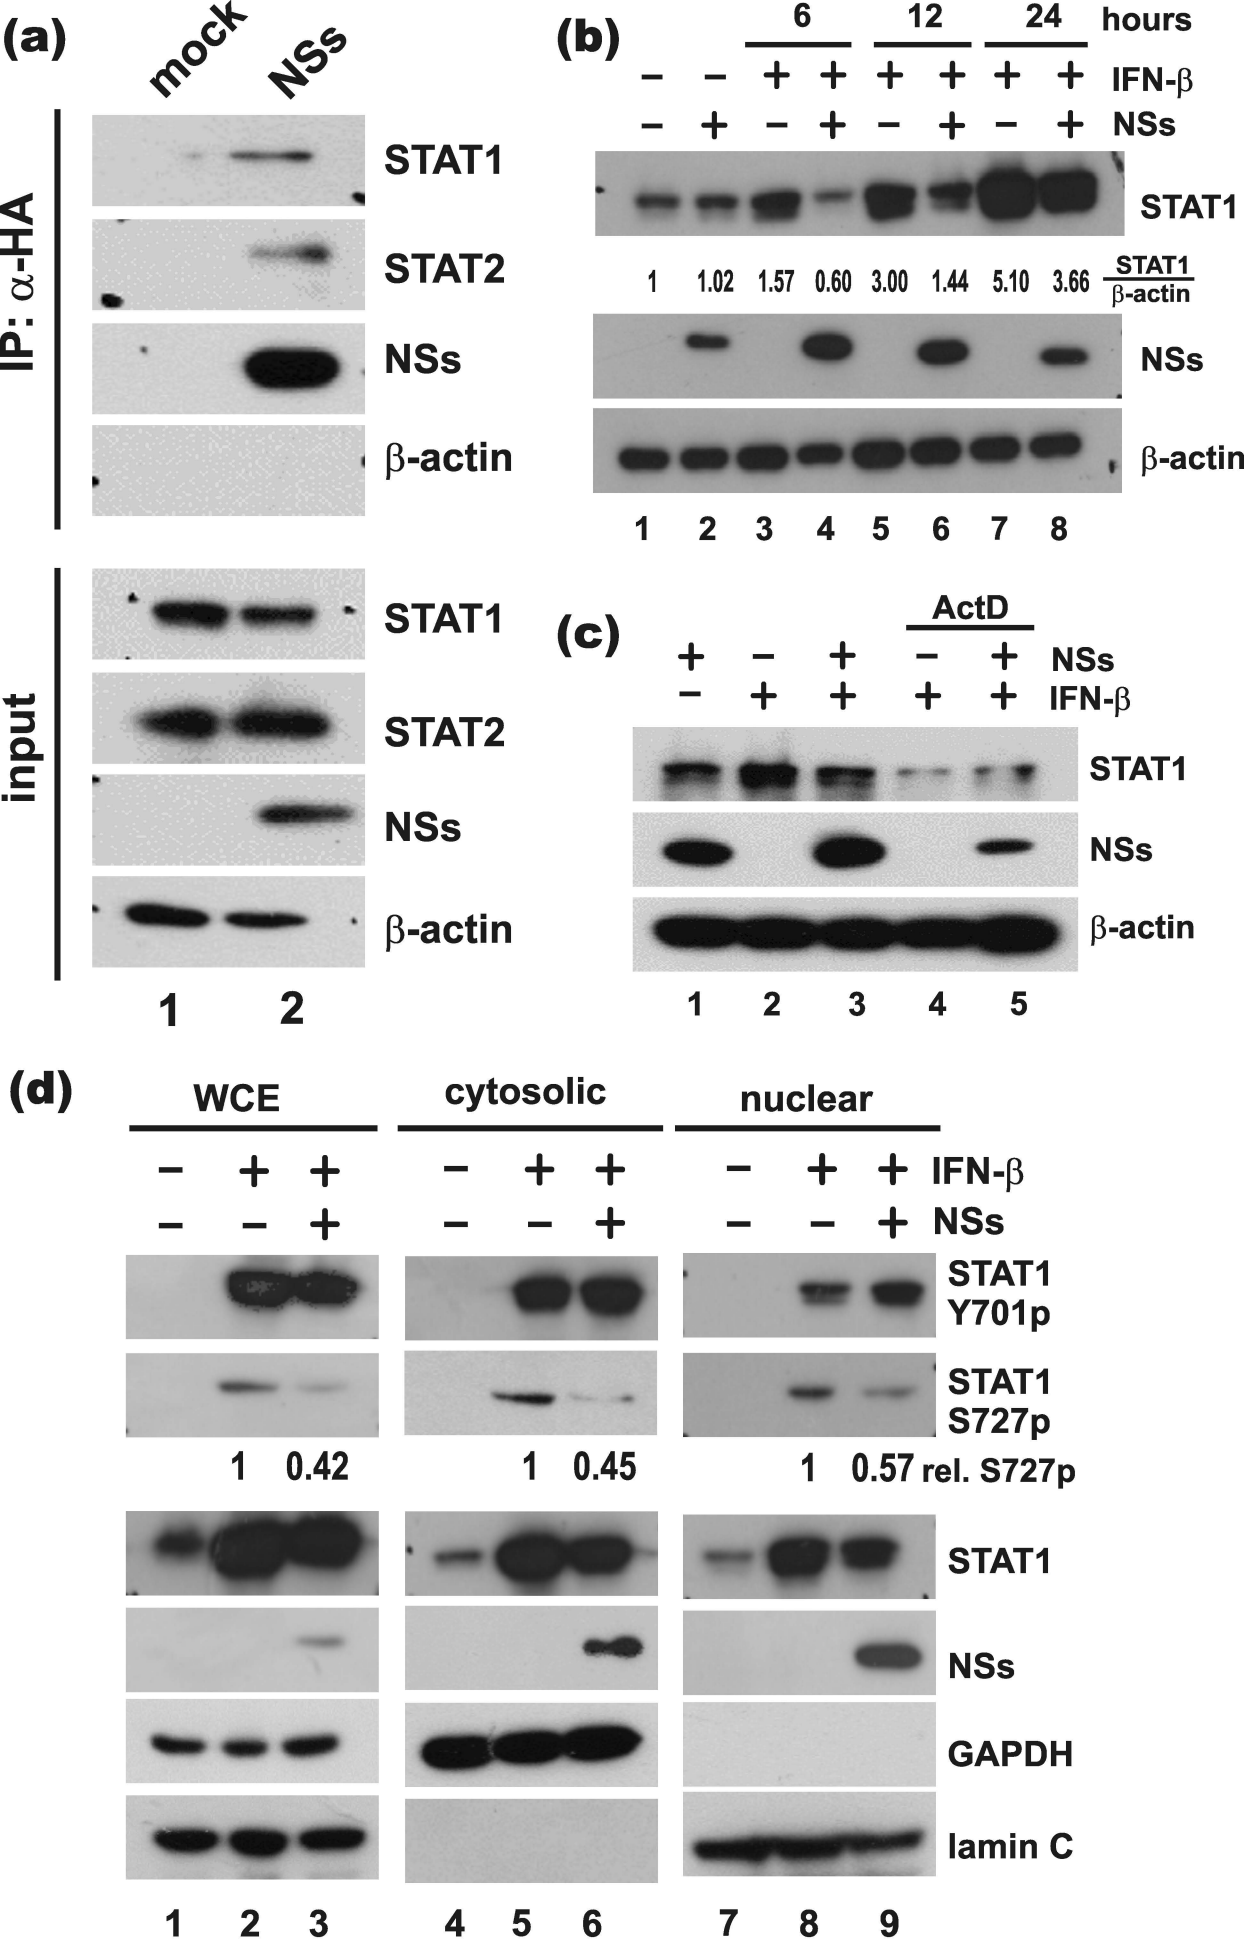 (a)
mock NSs
IP: α-HA
STAT1
STAT2
NSs
β-actin
input
STAT1
STAT2
NSs
β-actin
1 2
(b)
6 12 24 hours
− − + + + + + + IFN-β
− + − + − + − + NSs
STAT1
1 1.02 1.57 0.60 3.00 1.44 5.10 3.66 STAT1
β-actin
NSs
β-actin
1 2 3 4 5 6 7 8
(c)
ActD
+ − + − + NSs
− + + + + IFN-β
STAT1
NSs
β-actin
1 2 3 4 5
(d)
WCE cytosolic nuclear
− + + − + + − + + IFN-β
− − + − − + − − + NSs
STAT1
Y701p
STAT1
S727p
1 0.42 1 0.45 1 0.57 rel. S727p
STAT1
NSs
GAPDH
lamin C
1 2 3 4 5 6 7 8 9